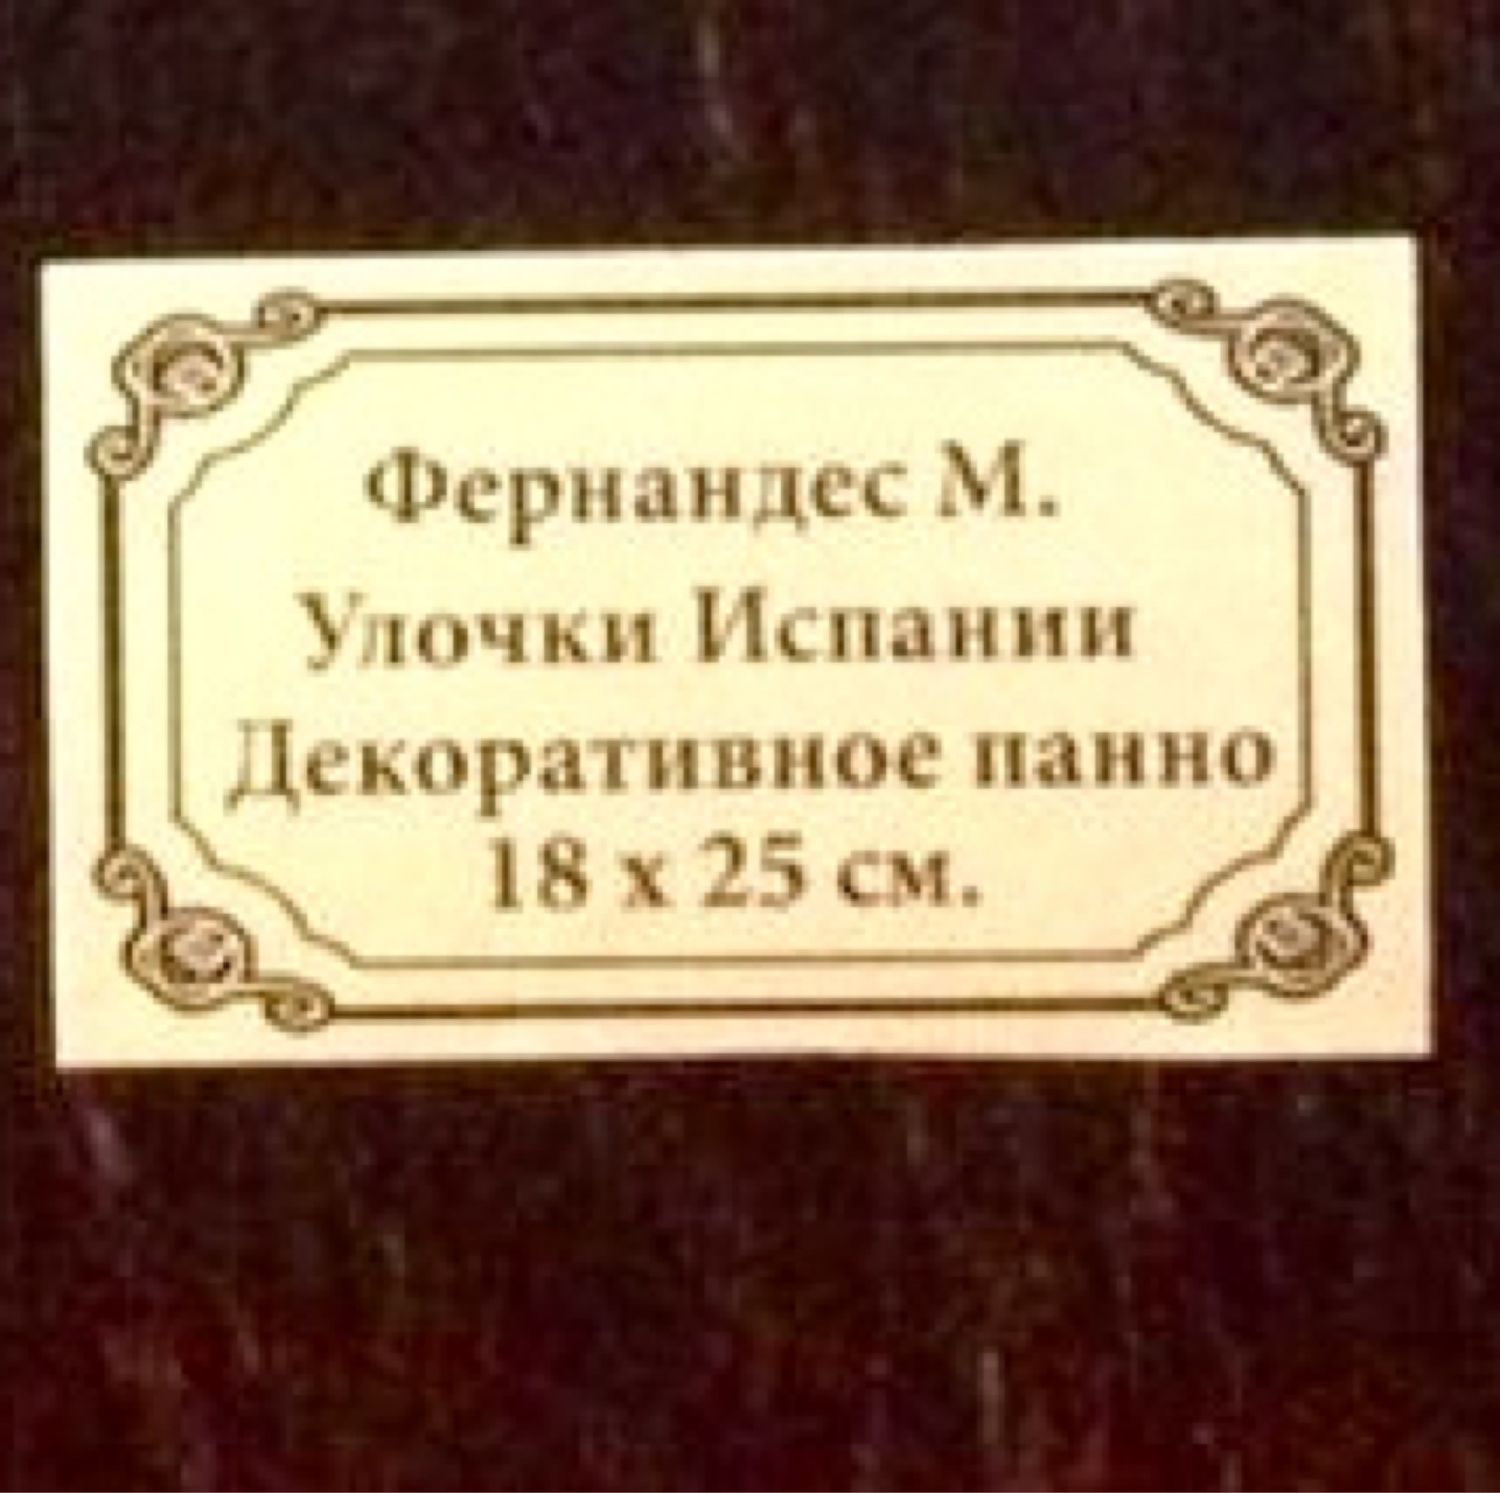 Фернандес М.
Улочки Испании
Декоративное панно
18 х 25 см.